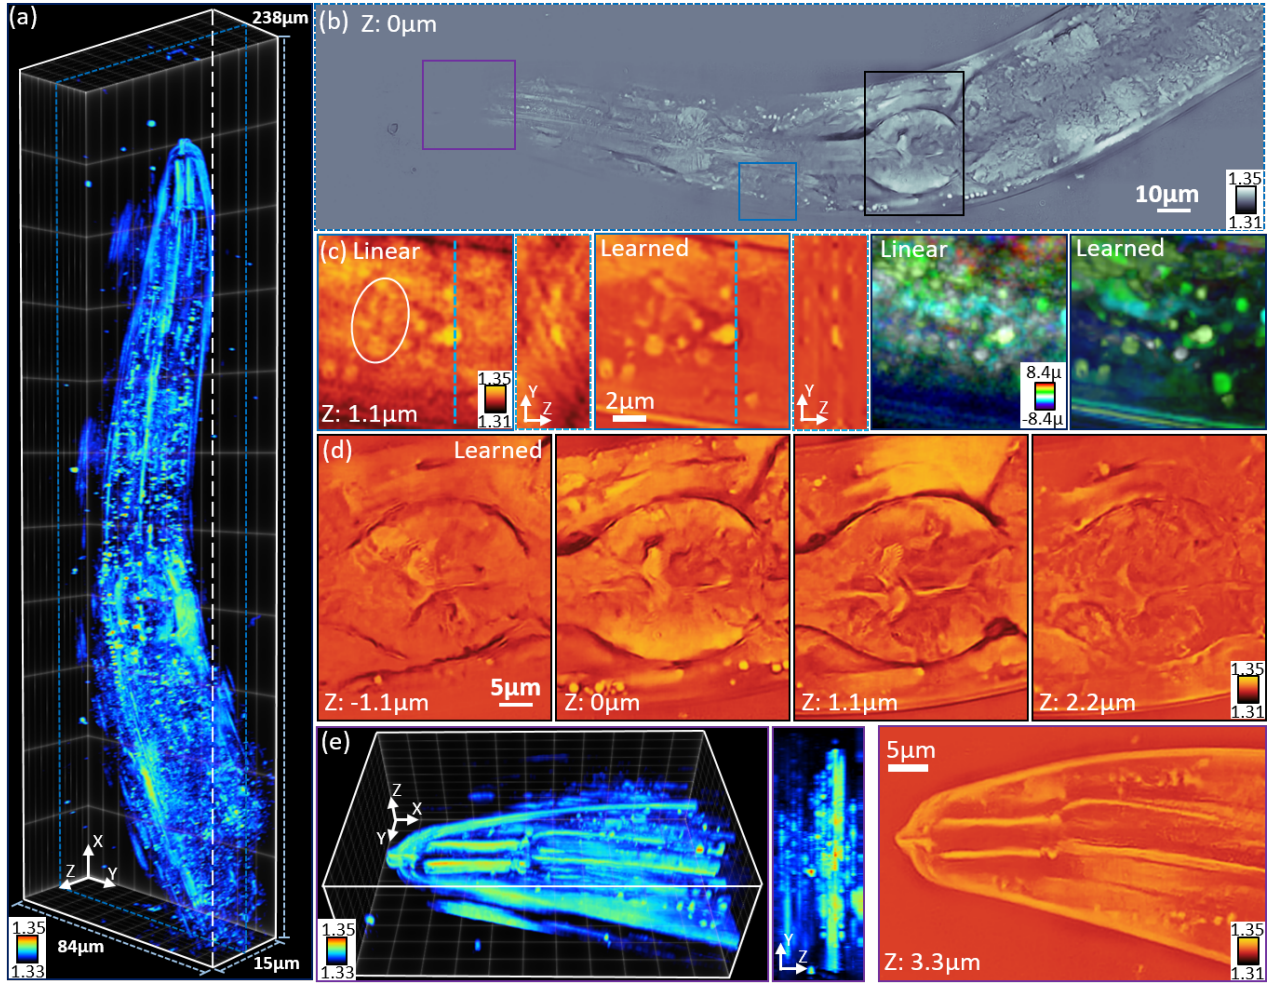 (a)
238μm
X
Z
Y
1.35
1.33
84μm
15μm
(b) Z: 0μm
10μm
1.35
1.31
(c) Linear
Z: 1.1μm
1.35
1.31
Y
Z
Learned
2μm
Y
Z
Linear
8.4μ
-8.4μ
Learned
(d)
Learned
Z: -1.1μm
5μm
Z: 0μm
Z: 1.1μm
Z: 2.2μm
1.35
1.31
(e)
Z
X
Y
1.35
1.33
Y
Z
5μm
Z: 3.3μm
1.35
1.31